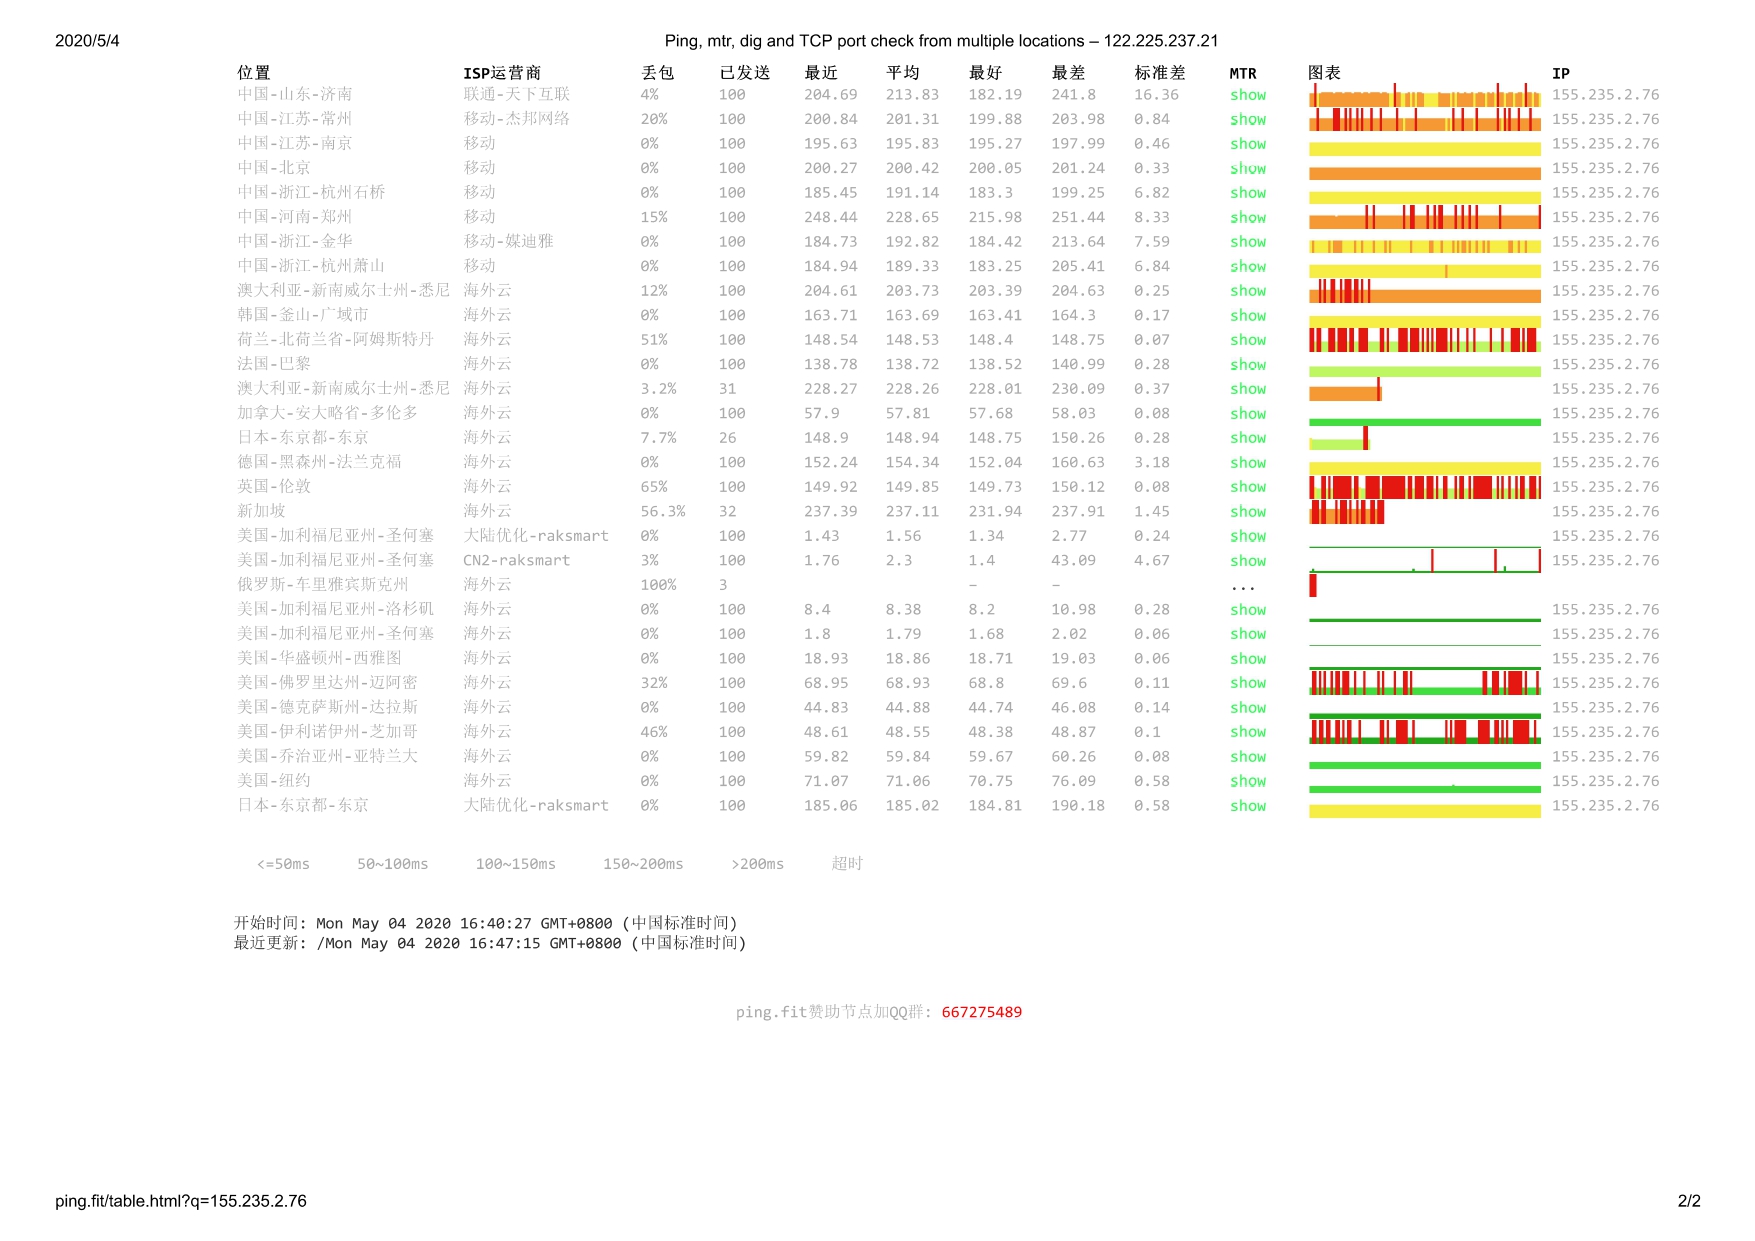 2020/5/4 Ping, mtr, dig and TCP port check from multiple locations – 122.225.237.21
位置 ISP运营商 丢包 已发送 最近 平均 最好 最差 标准差 MTR 图表 IP
中国-山东-济南 联通-天下互联 4% 100 204.69 213.83 182.19 241.8 16.36 show 155.235.2.76
中国-江苏-常州 移动-杰邦网络 20% 100 200.84 201.31 199.88 203.98 0.84 show 155.235.2.76
中国-江苏-南京 移动 0% 100 195.63 195.83 195.27 197.99 0.46 show 155.235.2.76
中国-北京 移动 0% 100 200.27 200.42 200.05 201.24 0.33 show 155.235.2.76
中国-浙江-杭州石桥 移动 0% 100 185.45 191.14 183.3 199.25 6.82 show 155.235.2.76
中国-河南-郑州 移动 15% 100 248.44 228.65 215.98 251.44 8.33 show 155.235.2.76
中国-浙江-金华 移动-媒迪雅 0% 100 184.73 192.82 184.42 213.64 7.59 show 155.235.2.76
中国-浙江-杭州萧山 移动 0% 100 184.94 189.33 183.25 205.41 6.84 show 155.235.2.76
澳大利亚-新南威尔士州-悉尼 海外云 12% 100 204.61 203.73 203.39 204.63 0.25 show 155.235.2.76
韩国-釜山-广域市 海外云 0% 100 163.71 163.69 163.41 164.3 0.17 show 155.235.2.76
荷兰-北荷兰省-阿姆斯特丹 海外云 51% 100 148.54 148.53 148.4 148.75 0.07 show 155.235.2.76
法国-巴黎 海外云 0% 100 138.78 138.72 138.52 140.99 0.28 show 155.235.2.76
澳大利亚-新南威尔士州-悉尼 海外云 3.2% 31 228.27 228.26 228.01 230.09 0.37 show 155.235.2.76
加拿大-安大略省-多伦多 海外云 0% 100 57.9 57.81 57.68 58.03 0.08 show 155.235.2.76
日本-东京都-东京 海外云 7.7% 26 148.9 148.94 148.75 150.26 0.28 show 155.235.2.76
德国-黑森州-法兰克福 海外云 0% 100 152.24 154.34 152.04 160.63 3.18 show 155.235.2.76
英国-伦敦 海外云 65% 100 149.92 149.85 149.73 150.12 0.08 show 155.235.2.76
新加坡 海外云 56.3% 32 237.39 237.11 231.94 237.91 1.45 show 155.235.2.76
美国-加利福尼亚州-圣何塞 大陆优化-raksmart 0% 100 1.43 1.56 1.34 2.77 0.24 show 155.235.2.76
美国-加利福尼亚州-圣何塞 CN2-raksmart 3% 100 1.76 2.3 1.4 43.09 4.67 show 155.235.2.76
俄罗斯-车里雅宾斯克州 海外云 100% 3 – – ...
美国-加利福尼亚州-洛杉矶 海外云 0% 100 8.4 8.38 8.2 10.98 0.28 show 155.235.2.76
美国-加利福尼亚州-圣何塞 海外云 0% 100 1.8 1.79 1.68 2.02 0.06 show 155.235.2.76
美国-华盛顿州-西雅图 海外云 0% 100 18.93 18.86 18.71 19.03 0.06 show 155.235.2.76
美国-佛罗里达州-迈阿密 海外云 32% 100 68.95 68.93 68.8 69.6 0.11 show 155.235.2.76
美国-德克萨斯州-达拉斯 海外云 0% 100 44.83 44.88 44.74 46.08 0.14 show 155.235.2.76
美国-伊利诺伊州-芝加哥 海外云 46% 100 48.61 48.55 48.38 48.87 0.1 show 155.235.2.76
美国-乔治亚州-亚特兰大 海外云 0% 100 59.82 59.84 59.67 60.26 0.08 show 155.235.2.76
美国-纽约 海外云 0% 100 71.07 71.06 70.75 76.09 0.58 show 155.235.2.76
日本-东京都-东京 大陆优化-raksmart 0% 100 185.06 185.02 184.81 190.18 0.58 show 155.235.2.76
<=50ms 50~100ms 100~150ms 150~200ms >200ms 超时
开始时间: Mon May 04 2020 16:40:27 GMT+0800 (中国标准时间)
最近更新: /Mon May 04 2020 16:47:15 GMT+0800 (中国标准时间)
ping.fit赞助节点加QQ群: 667275489
ping.fit/table.html?q=155.235.2.76 2/2